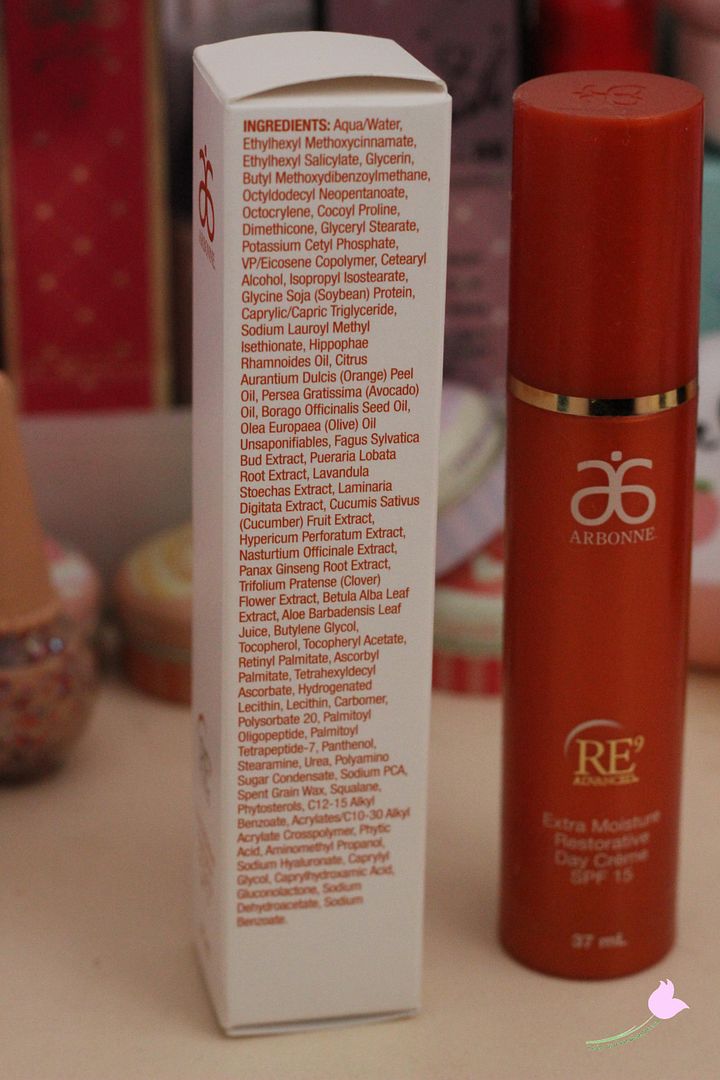 INGREDIENTS: Aqua/Water,
Ethylhexyl Methoxycinnamate,
Ethylhexyl Salicylate, Glycerin,
Butyl Methoxydibenzoylmethane,
Octyldodecyl Neopentanoate,
Octocrylene, Cocoyl Proline,
Dimethicone, Glyceryl Stearate,
Potassium Cetyl Phosphate,
VP/Eicosene Copolymer, Cetearyl
Alcohol, Isopropyl Isostearate,
Glycine Soja (Soybean) Protein,
Caprylic/Capric Triglyceride,
Sodium Lauroyl Methyl
Isethionate, Hippophae
Rhamnoides Oil, Citrus
Aurantium Dulcis (Orange) Peel
Oil, Persea Gratissima (Avocado)
Oil, Borago Officinalis Seed Oil,
Olea Europaea (Olive) Oil
Unsaponifiables, Fagus Sylvatica
Bud Extract, Pueraria Lobata
Root Extract, Lavandula
Stoechas Extract, Laminaria
Digitata Extract, Cucumis Sativus
(Cucumber) Fruit Extract,
Hypericum Perforatum Extract,
Nasturtium Officinale Extract,
Panax Ginseng Root Extract,
Trifolium Pratense (Clover)
Flower Extract, Betula Alba Leaf
Extract, Aloe Barbadensis Leaf
Juice, Butylene Glycol,
Tocopherol, Tocopheryl Acetate,
Retinyl Palmitate, Ascorbyl
Palmitate, Tetrahexyldecyl
Ascorbate, Hydrogenated
Lecithin, Lecithin, Carbomer,
Polysorbate 20, Palmitoyl
Oligopeptide, Palmitoyl
Tetrapeptide-7, Panthenol,
Stearamine, Urea, Polyamino
Sugar Condensate, Sodium PCA,
Spent Grain Wax, Squalane,
Phytosterols, C12-15 Alkyl
Benzoate, Acrylates/C10-30 Alkyl
Acrylate Crosspolymer, Phytic
Acid, Aminomethyl Propanol,
Sodium Hyaluronate, Caprylyl
Glycol, Caprylhydroxamic Acid,
Gluconolactone, Sodium
Dehydroacetate, Sodium
Benzoate.
ARBONNE
ARBONNE
RE9
ADVANCED
Extra Moisture
Restorative
Day Crème
SPF 15
37 mL